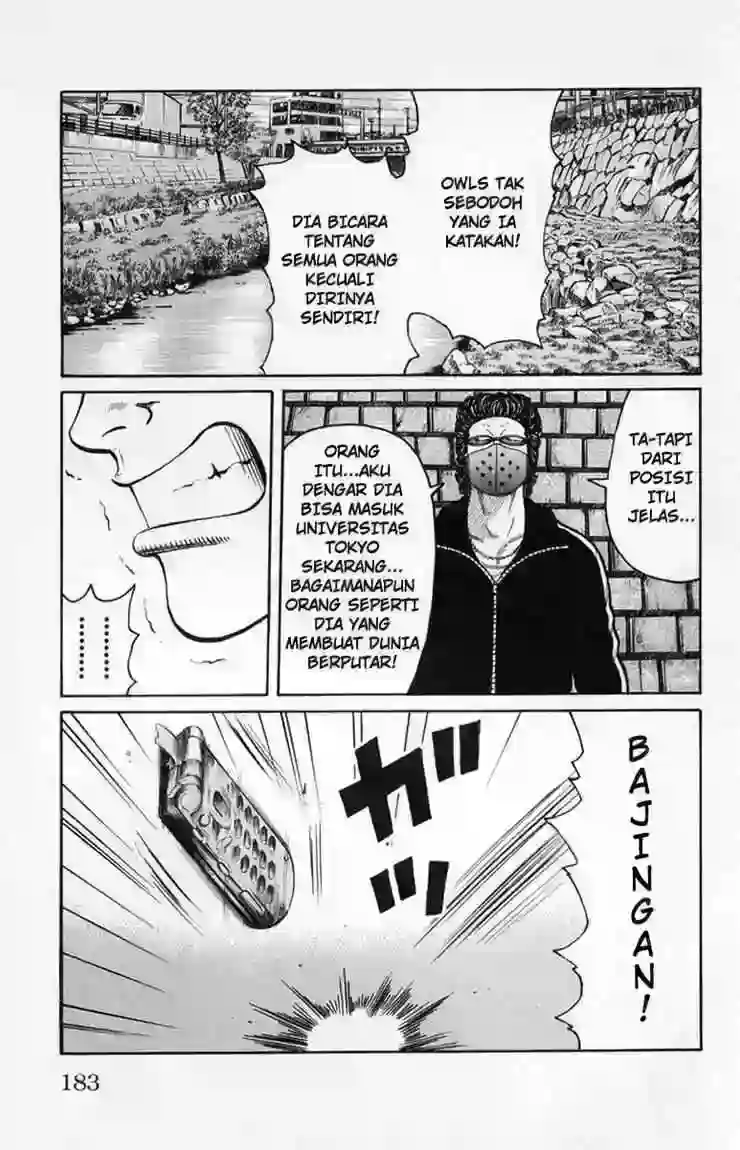 OWLS TAK
SEBODOH
YANG IA
KATAKAN!
DIA BICARA
TENTANG
SEMUA ORANG
KECUALI
DIRINYA
SENDIRI!
TA-TAPI
DARI
POSISI
ITU
JELAS...
ORANG
ITU...AKU
DENGAR DIA
BISA MASUK
UNIVERSITAS
TOKYO
SEKARANG...
BAGAIMANAPUN
ORANG SEPERTI
DIA YANG
MEMBUAT DUNIA
BERPUTAR!
..................
BAJINGAN!
ガガッ
183